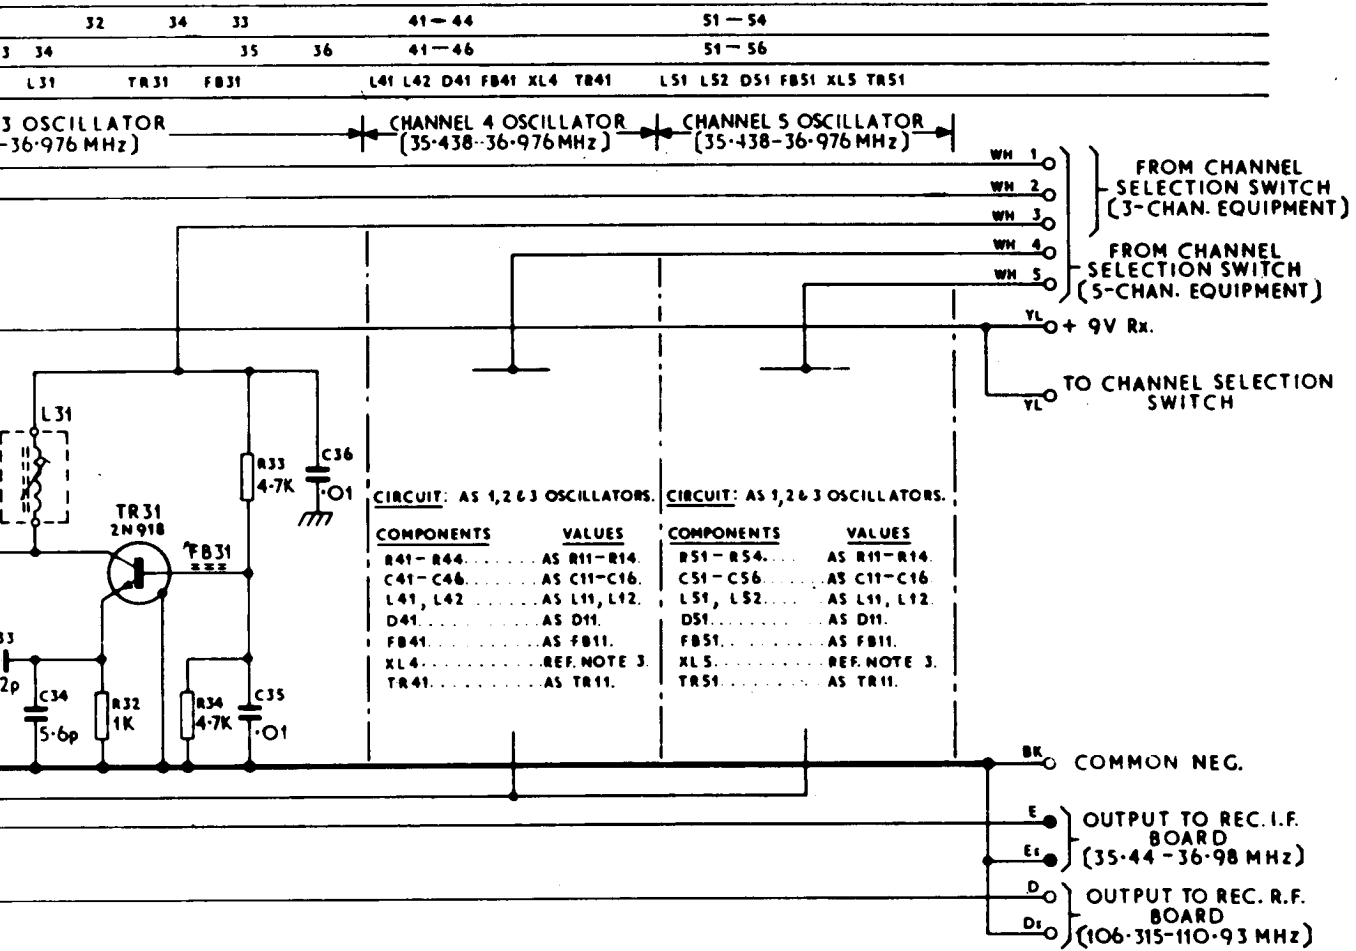 32 34 33 41—44 51—54
3 34 35 36 41—46 51—56
L31 TR31 FB31 L41 L42 D41 FB41 XL4 TR41 L51 L52 D51 FB51 XL5 TR51
3 OSCILLATOR
-36·976 MHz)
CHANNEL 4 OSCILLATOR
(35·438-36·976 MHz)
CHANNEL 5 OSCILLATOR
(35·438-36·976 MHz)
WH 1
WH 2
WH 3
WH 4
WH 5
FROM CHANNEL
SELECTION SWITCH
(3-CHAN. EQUIPMENT)
FROM CHANNEL
SELECTION SWITCH
(5-CHAN. EQUIPMENT)
YL + 9V Rx.
YL TO CHANNEL SELECTION
SWITCH
L31
TR31
2N918
FB31
R33
4·7K
C36
·01
33
2p
C34
5·6p
R32
1K
R34
4·7K
C35
·01
CIRCUIT: AS 1,2 & 3 OSCILLATORS.
COMPONENTS VALUES
R41-R44....... AS R11-R14.
C41-C46....... AS C11-C16.
L41, L42 ....... AS L11, L12.
D41........... AS D11.
FB41.......... AS FB11.
XL4........... REF. NOTE 3.
TR41.......... AS TR11.
CIRCUIT: AS 1,2 & 3 OSCILLATORS.
COMPONENTS VALUES
R51-R54.... AS R11-R14.
C51-C56.... AS C11-C16.
L51, L52.... AS L11, L12.
D51......... AS D11.
FB51........ AS FB11.
XL5......... REF. NOTE 3.
TR51........ AS TR11.
BK COMMON NEG.
E
Es
OUTPUT TO REC. I.F.
BOARD
(35·44-36·98 MHz)
D
Ds
OUTPUT TO REC. R.F.
BOARD
(106·315-110·93 MHz)